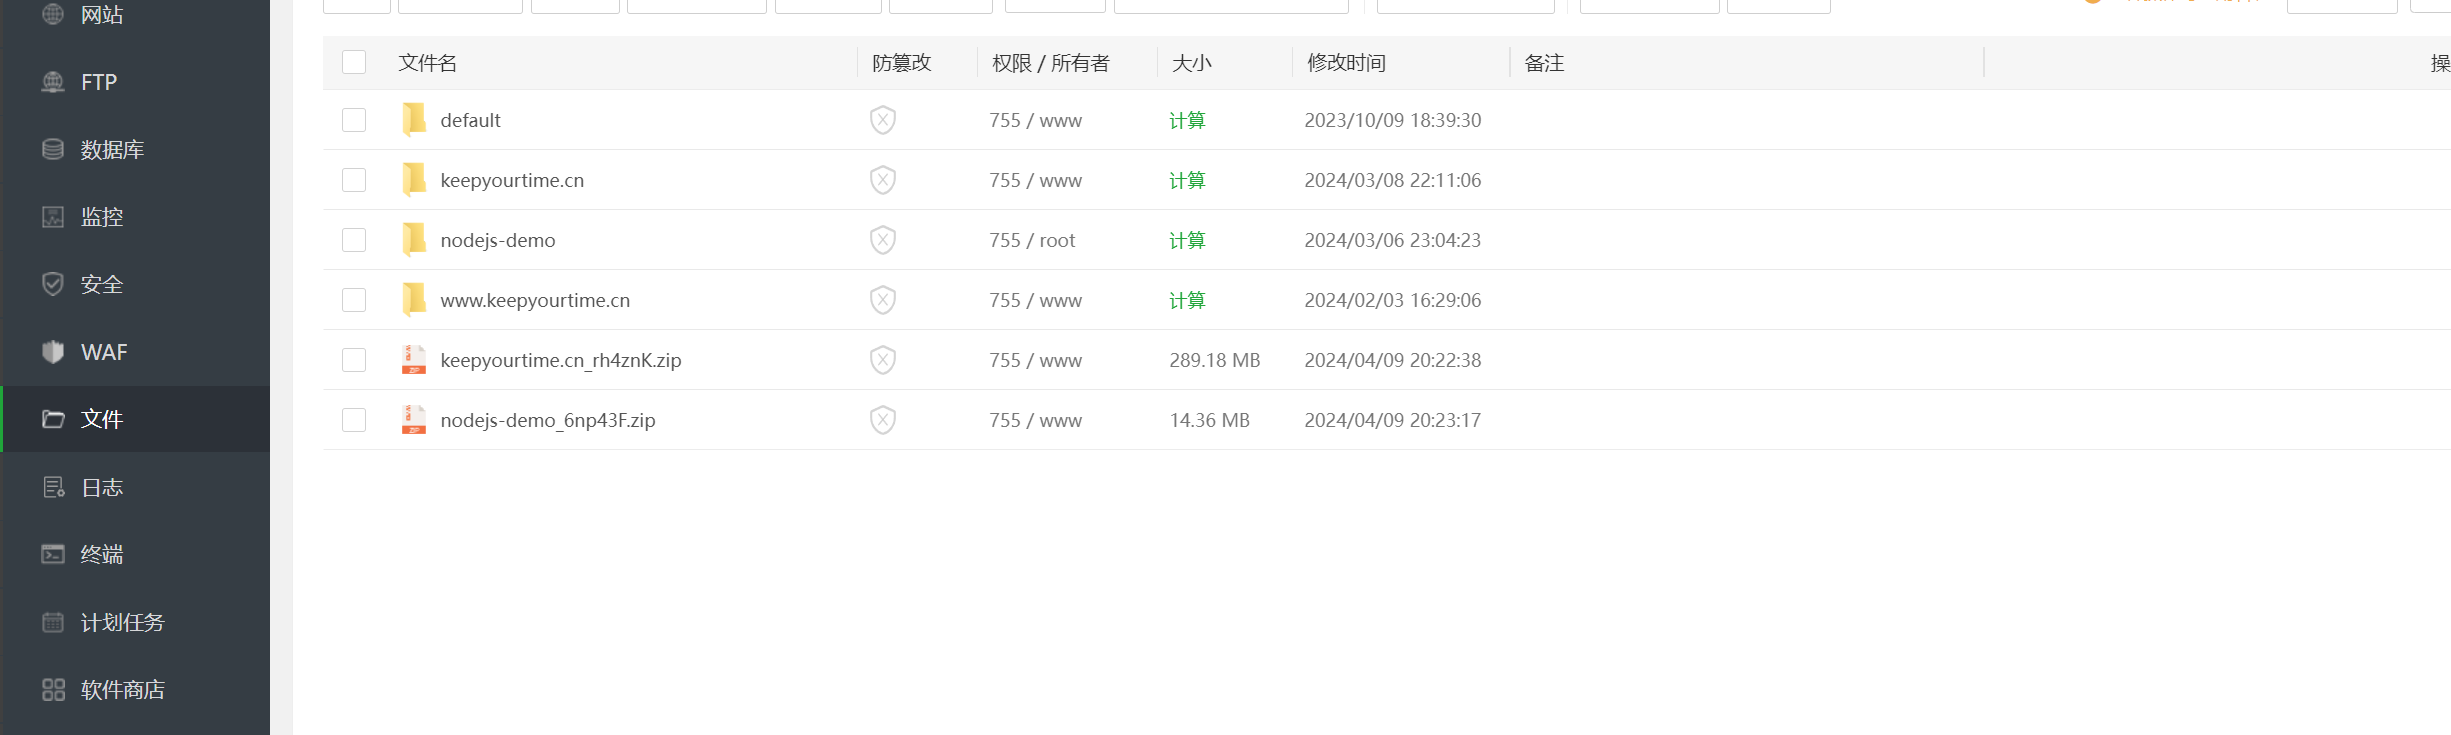 网站
FTP
数据库
监控
安全
WAF
文件
日志
终端
计划任务
软件商店
文件名 防篡改 权限 / 所有者 大小 修改时间 备注 操
default 755 / www 计算 2023/10/09 18:39:30
keepyourtime.cn 755 / www 计算 2024/03/08 22:11:06
nodejs-demo 755 / root 计算 2024/03/06 23:04:23
www.keepyourtime.cn 755 / www 计算 2024/02/03 16:29:06
keepyourtime.cn_rh4znK.zip 755 / www 289.18 MB 2024/04/09 20:22:38
nodejs-demo_6np43F.zip 755 / www 14.36 MB 2024/04/09 20:23:17